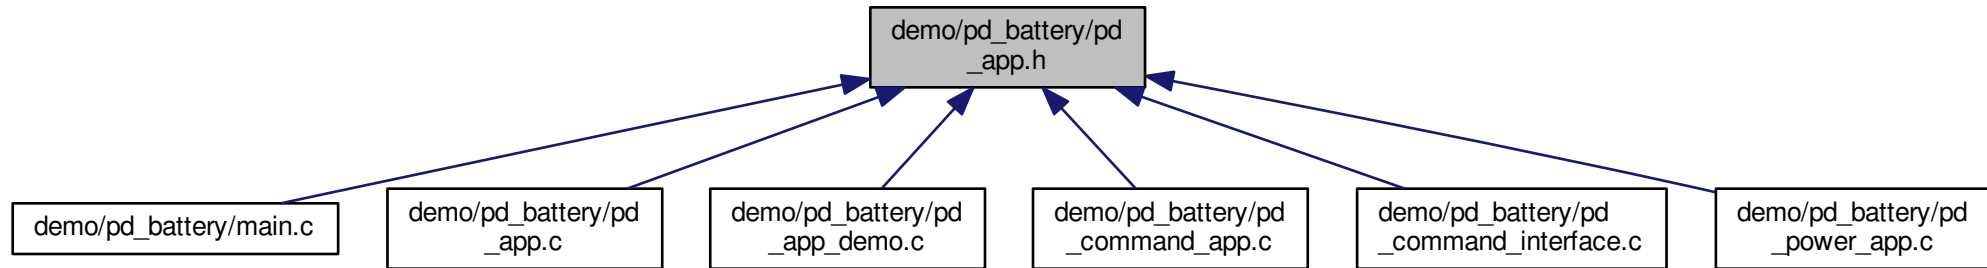 demo/pd_battery/pd
_app.h
demo/pd_battery/main.c
demo/pd_battery/pd
_app.c
demo/pd_battery/pd
_app_demo.c
demo/pd_battery/pd
_command_app.c
demo/pd_battery/pd
_command_interface.c
demo/pd_battery/pd
_power_app.c